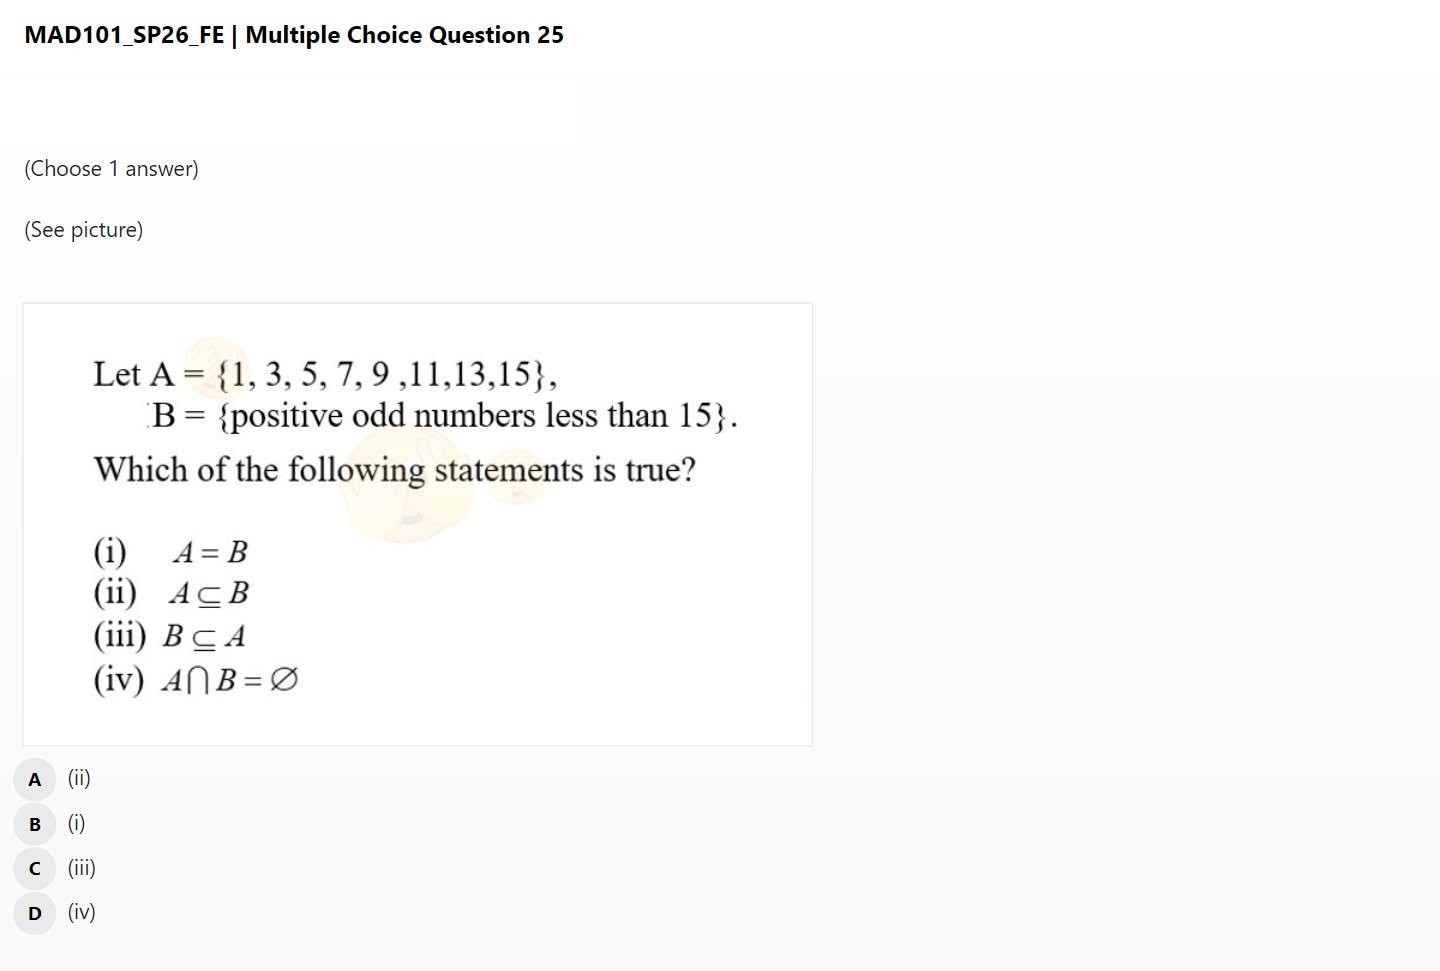 MAD101_SP26_FE | Multiple Choice Question 25
(Choose 1 answer)
(See picture)
Let A = {1, 3, 5, 7, 9 ,11,13,15},
B = {positive odd numbers less than 15}.
Which of the following statements is true?
(i) A = B
(ii) A ⊆ B
(iii) B ⊆ A
(iv) A⋂B = ∅
A (ii)
B (i)
C (iii)
D (iv)